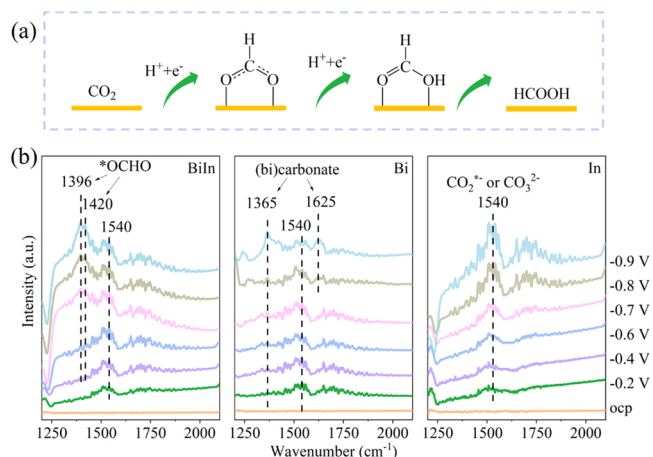 (a)
H
H
H⁺+e⁻
C
H⁺+e⁻
C
CO₂
O
O
O
OH
HCOOH
(b)
*OCHO
BiIn
Bi
In
1396
1420
1540
(bi)carbonate
1365
1625
1540
CO₂*⁻ or CO₃²⁻
1540
Intensity (a.u.)
-0.9 V
-0.8 V
-0.7 V
-0.6 V
-0.4 V
-0.2 V
ocp
1250 1500 1750 2000
1250 1500 1750 2000
1250 1500 1750 2000
Wavenumber (cm⁻¹)